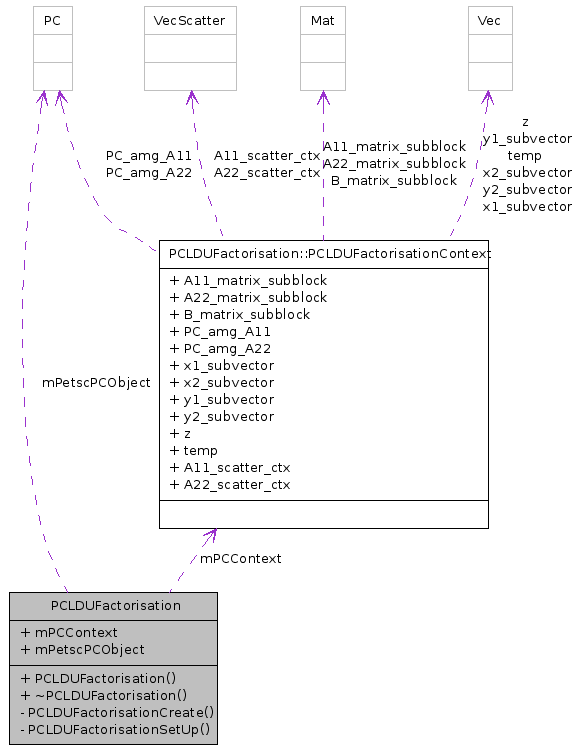 PC
VecScatter
Mat
Vec
PC_amg_A11
PC_amg_A22
A11_scatter_ctx
A22_scatter_ctx
A11_matrix_subblock
A22_matrix_subblock
B_matrix_subblock
z
y1_subvector
temp
x2_subvector
y2_subvector
x1_subvector
PCLDUFactorisation::PCLDUFactorisationContext
+ A11_matrix_subblock
+ A22_matrix_subblock
+ B_matrix_subblock
+ PC_amg_A11
+ PC_amg_A22
+ x1_subvector
+ x2_subvector
+ y1_subvector
+ y2_subvector
+ z
+ temp
+ A11_scatter_ctx
+ A22_scatter_ctx
mPetscPCObject
mPCContext
PCLDUFactorisation
+ mPCContext
+ mPetscPCObject
+ PCLDUFactorisation()
+ ~PCLDUFactorisation()
- PCLDUFactorisationCreate()
- PCLDUFactorisationSetUp()